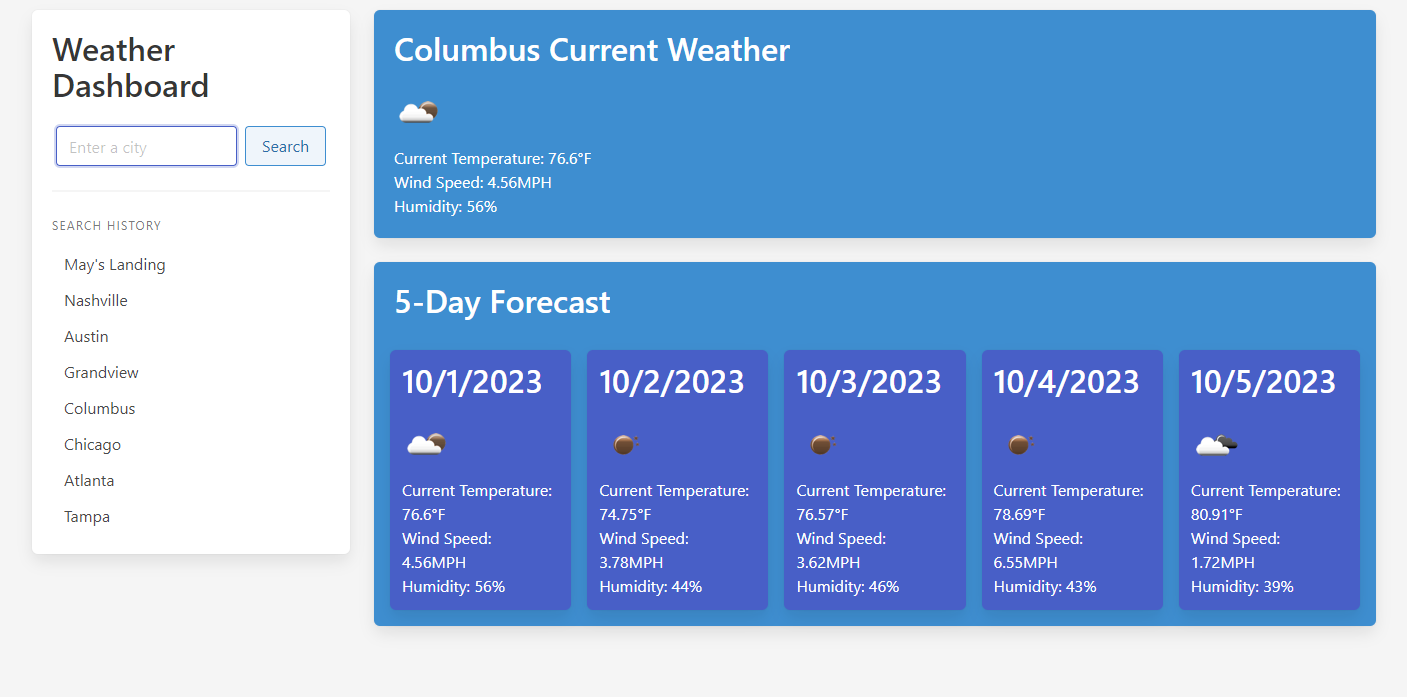 Weather
Dashboard
Enter a city
Search
SEARCH HISTORY
May's Landing
Nashville
Austin
Grandview
Columbus
Chicago
Atlanta
Tampa
Columbus Current Weather
Current Temperature: 76.6°F
Wind Speed: 4.56MPH
Humidity: 56%
5-Day Forecast
10/1/2023
Current Temperature:
76.6°F
Wind Speed:
4.56MPH
Humidity: 56%
10/2/2023
Current Temperature:
74.75°F
Wind Speed:
3.78MPH
Humidity: 44%
10/3/2023
Current Temperature:
76.57°F
Wind Speed:
3.62MPH
Humidity: 46%
10/4/2023
Current Temperature:
78.69°F
Wind Speed:
6.55MPH
Humidity: 43%
10/5/2023
Current Temperature:
80.91°F
Wind Speed:
1.72MPH
Humidity: 39%